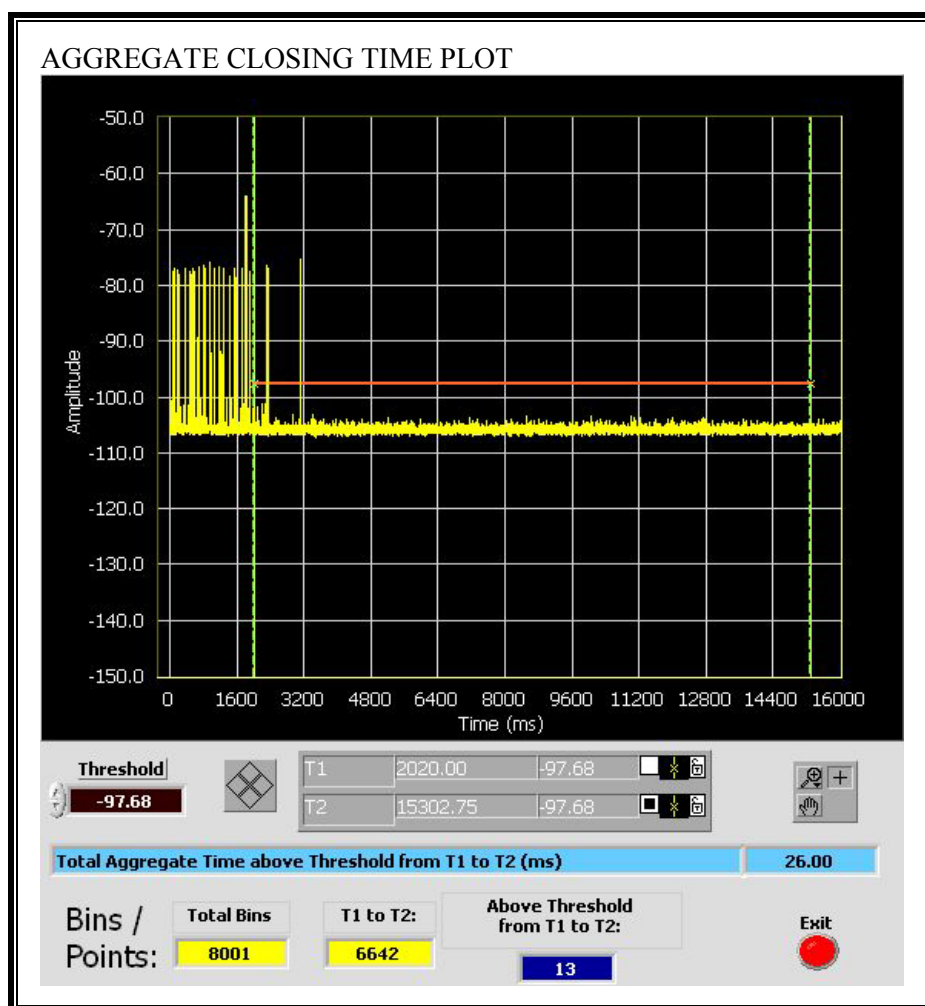 AGGREGATE CLOSING TIME PLOT
-50.0
-60.0
-70.0
-80.0
-90.0
-100.0
-110.0
-120.0
-130.0
-140.0
-150.0
Amplitude
0 1600 3200 4800 6400 8000 9600 11200 12800 14400 16000
Time (ms)
Threshold
-97.68
T1 2020.00 -97.68
T2 15302.75 -97.68
Total Aggregate Time above Threshold from T1 to T2 (ms) 26.00
Bins /
Points:
Total Bins
8001
T1 to T2:
6642
Above Threshold
from T1 to T2:
13
Exit